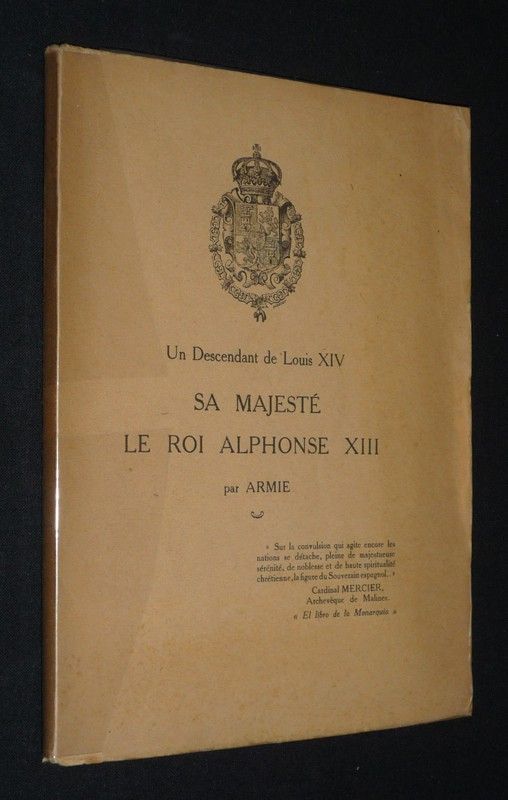 Un Descendant de Louis XIV
SA MAJESTÉ
LE ROI ALPHONSE XIII
par ARMIE
« Sur la convulsion qui agite encore les
nations se détache, pleine de majestueuse
sérénité, de noblesse et de haute spiritualité
chrétienne, la figure du Souverain espagnol.. »
Cardinal MERCIER,
Archevêque de Malines.
« El libro de la Monarquia »